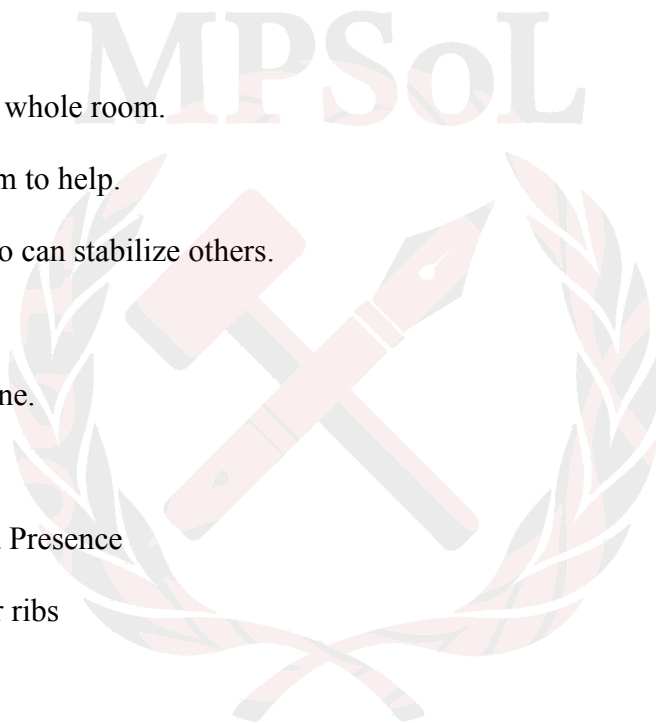 MPSoL
whole room.
m to help.
o can stabilize others.
ne.
Presence
ribs